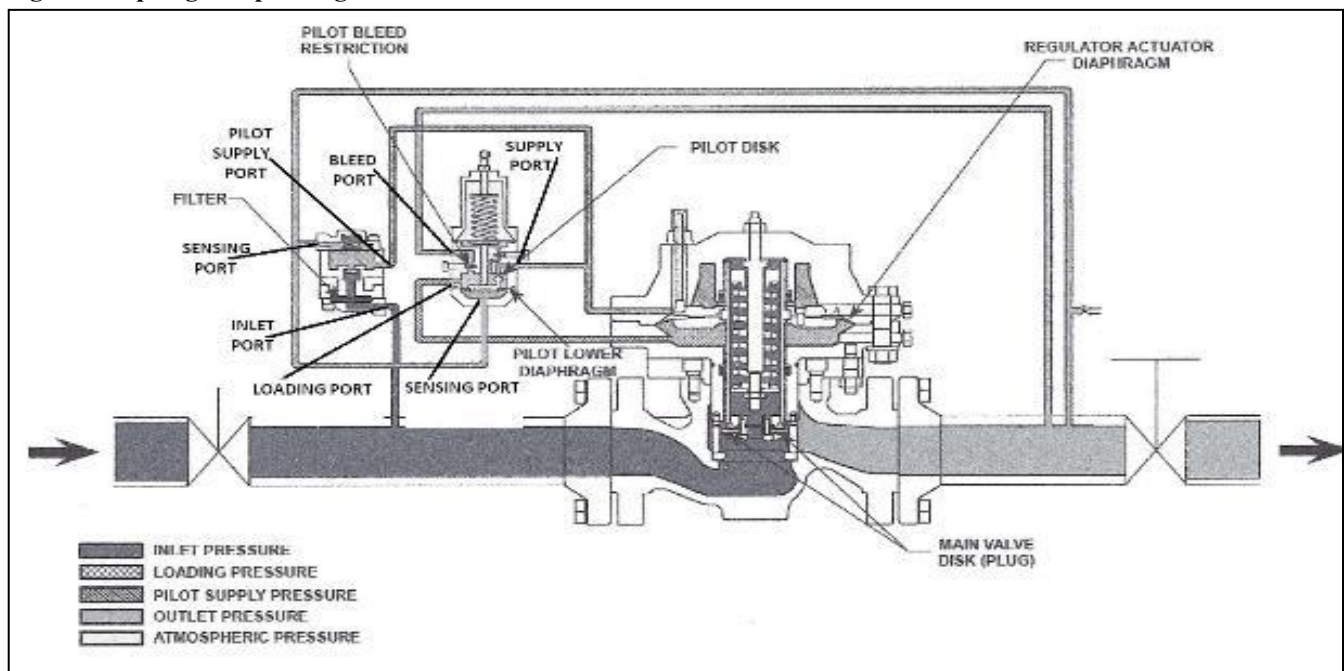 PILOT BLEED
RESTRICTION
REGULATOR ACTUATOR
DIAPHRAGM
PILOT
SUPPLY
PORT
BLEED
PORT
SUPPLY
PORT
PILOT DISK
FILTER
SENSING
PORT
INLET
PORT
LOADING PORT
SENSING PORT
PILOT LOWER
DIAPHRAGM
MAIN VALVE
DISK (PLUG)
INLET PRESSURE
LOADING PRESSURE
PILOT SUPPLY PRESSURE
OUTLET PRESSURE
ATMOSPHERIC PRESSURE